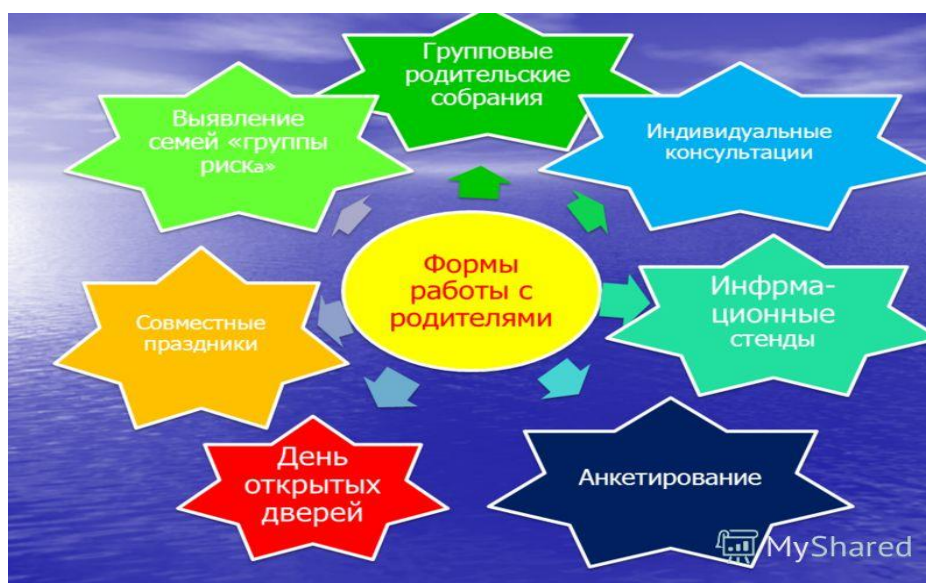 Групповые
родительские
собрания
Выявление
семей «группы
риска»
Индивидуальные
консультации
Формы
работы с
родителями
Инфрма-
ционные
стенды
Совместные
праздники
День
открытых
дверей
Анкетирование
MyShared